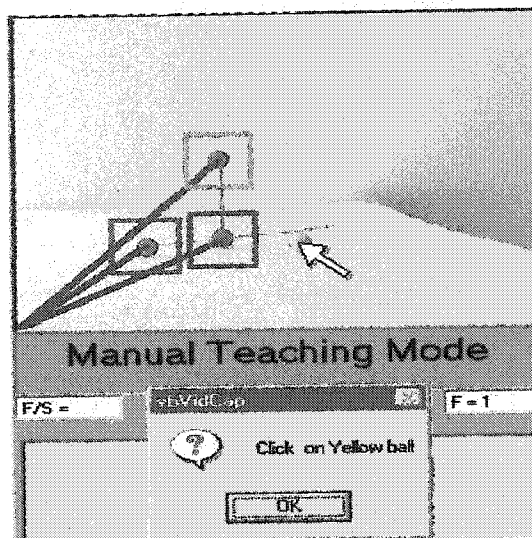 Manual Teaching Mode
F/S =
vbVidCap
F = 1
?
Click on Yellow ball
OK